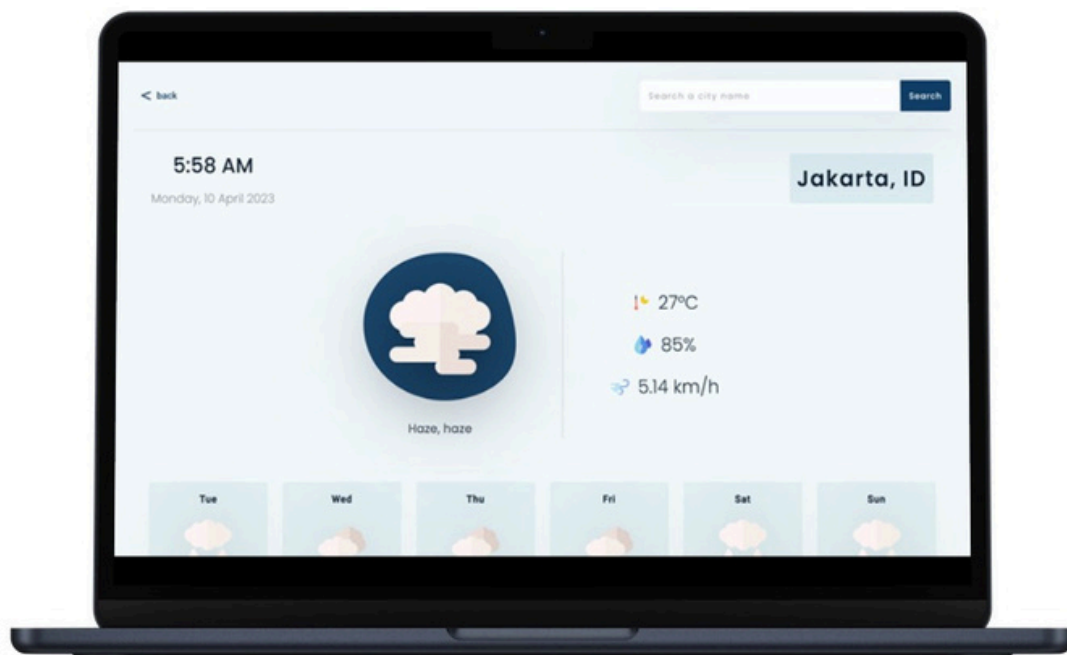 < back
Search a city name
Search
5:58 AM
Jakarta, ID
Monday, 10 April 2023
27°C
85%
5.14 km/h
Haze, haze
Tue
Wed
Thu
Fri
Sat
Sun